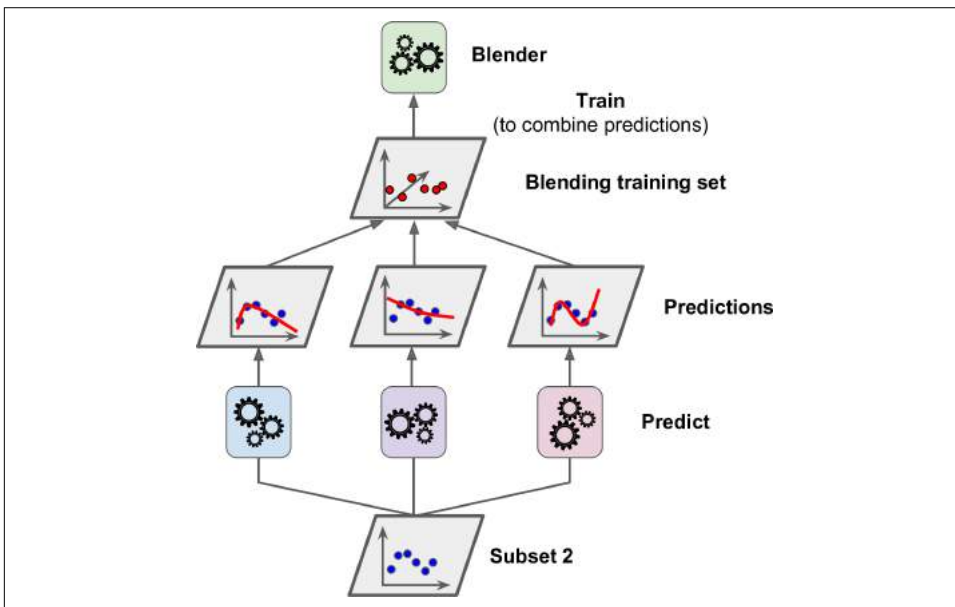 Blender
Train
(to combine predictions)
Blending training set
Predictions
Predict
Subset 2